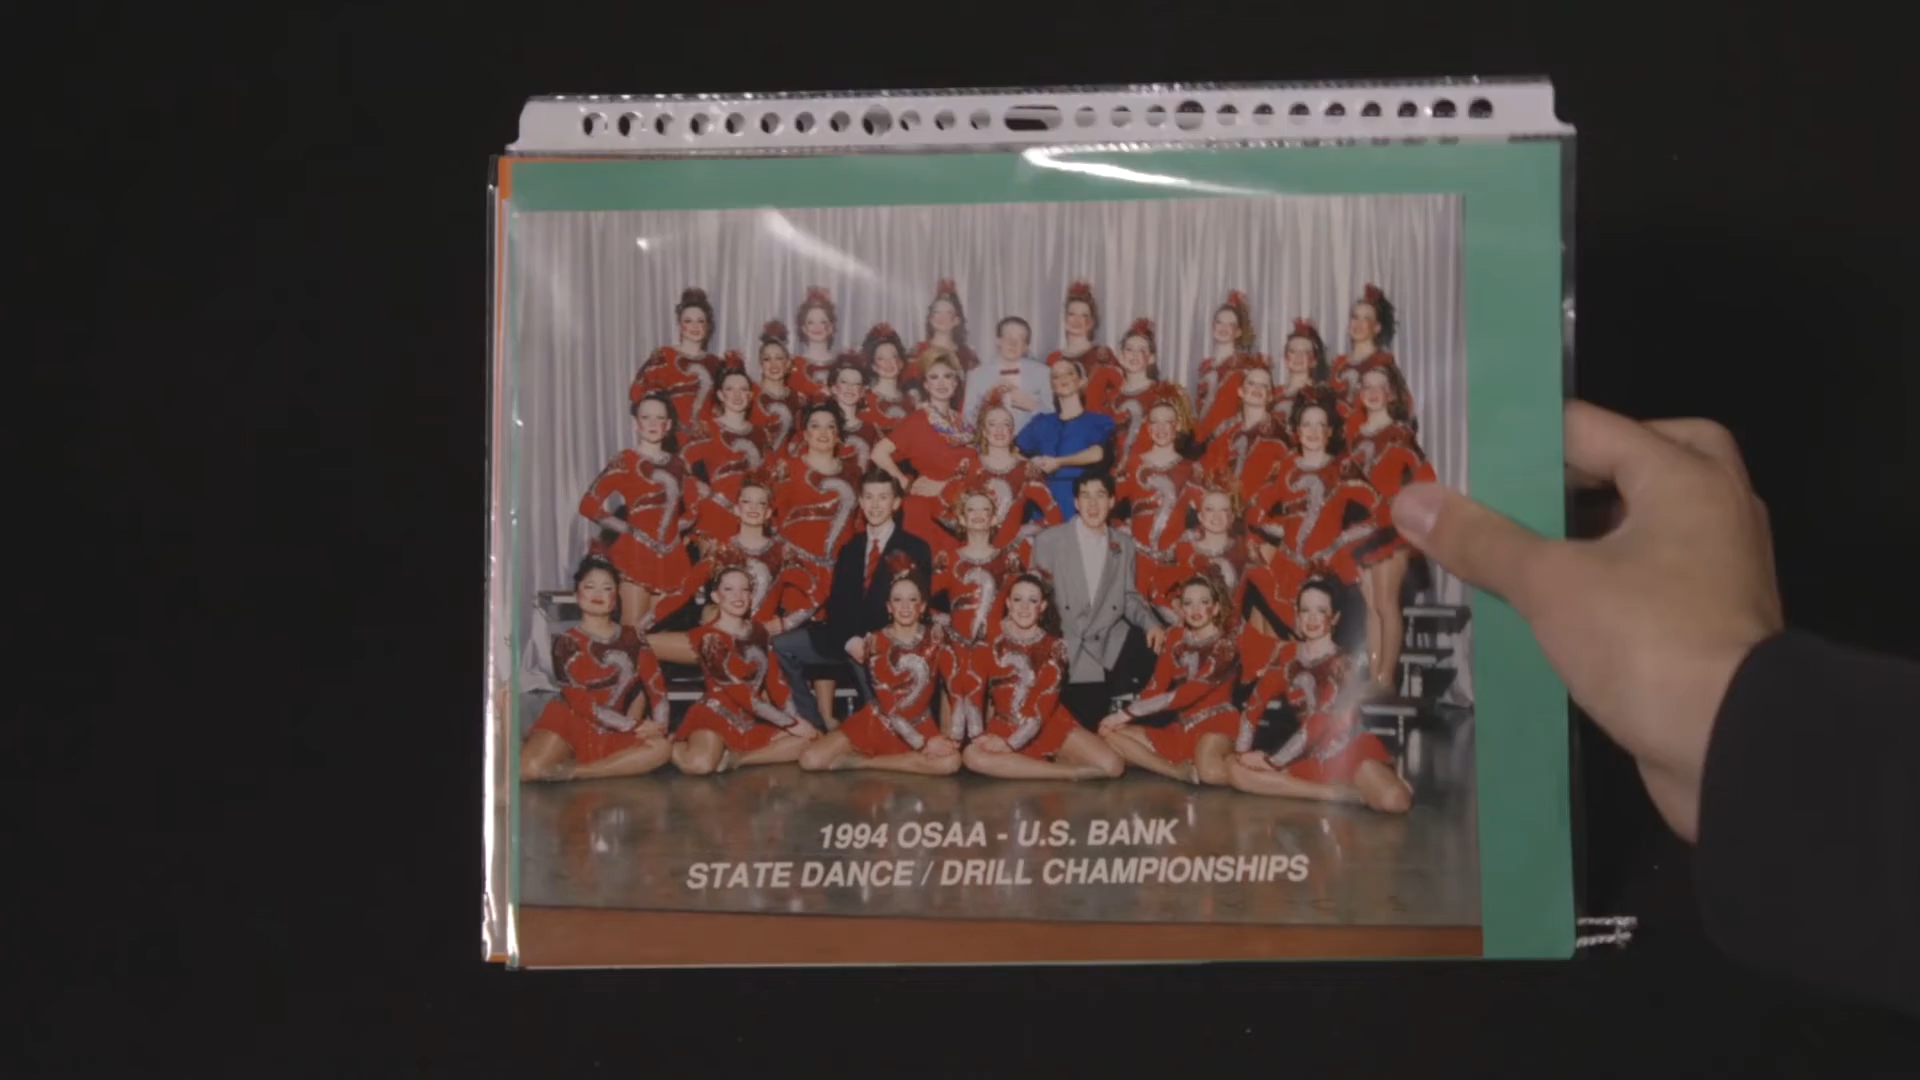 1994 OSAA - U.S. BANK
STATE DANCE / DRILL CHAMPIONSHIPS